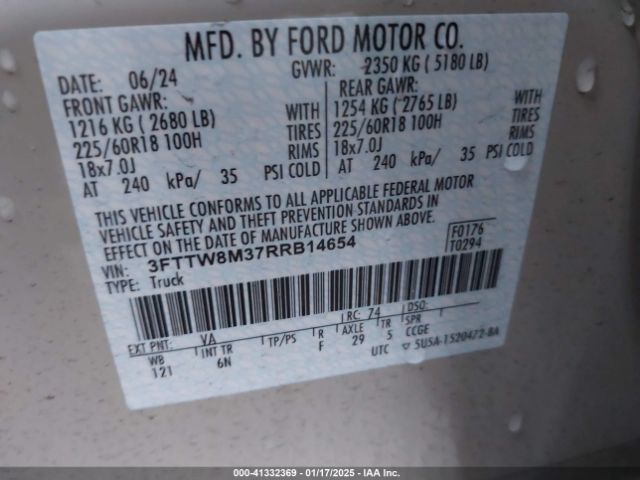 MFD. BY FORD MOTOR CO.
DATE: 06/24 GVWR: 2350 KG ( 5180 LB)
FRONT GAWR: REAR GAWR:
1216 KG ( 2680 LB) WITH 1254 KG ( 2765 LB) WITH
225/60R18 100H TIRES 225/60R18 100H TIRES
18x7.0J RIMS 18x7.0J RIMS
AT 240 kPa/ 35 PSI COLD AT 240 kPa/ 35 PSI COLD
THIS VEHICLE CONFORMS TO ALL APPLICABLE FEDERAL MOTOR
VEHICLE SAFETY AND THEFT PREVENTION STANDARDS IN
EFFECT ON THE DATE OF MANUFACTURE SHOWN ABOVE.
F0176
T0294
VIN: 3FTTW8M37RRB14654
TYPE: Truck
EXT PNT: VA RC: 74 DSO:
WB INT TR TP/PS R AXLE TR SPR
121 6N F 29 5 CCGE
UTC ▽ 5U5A-1520472-BA
000-41332369 | 01/17/2025 - IAA Inc.